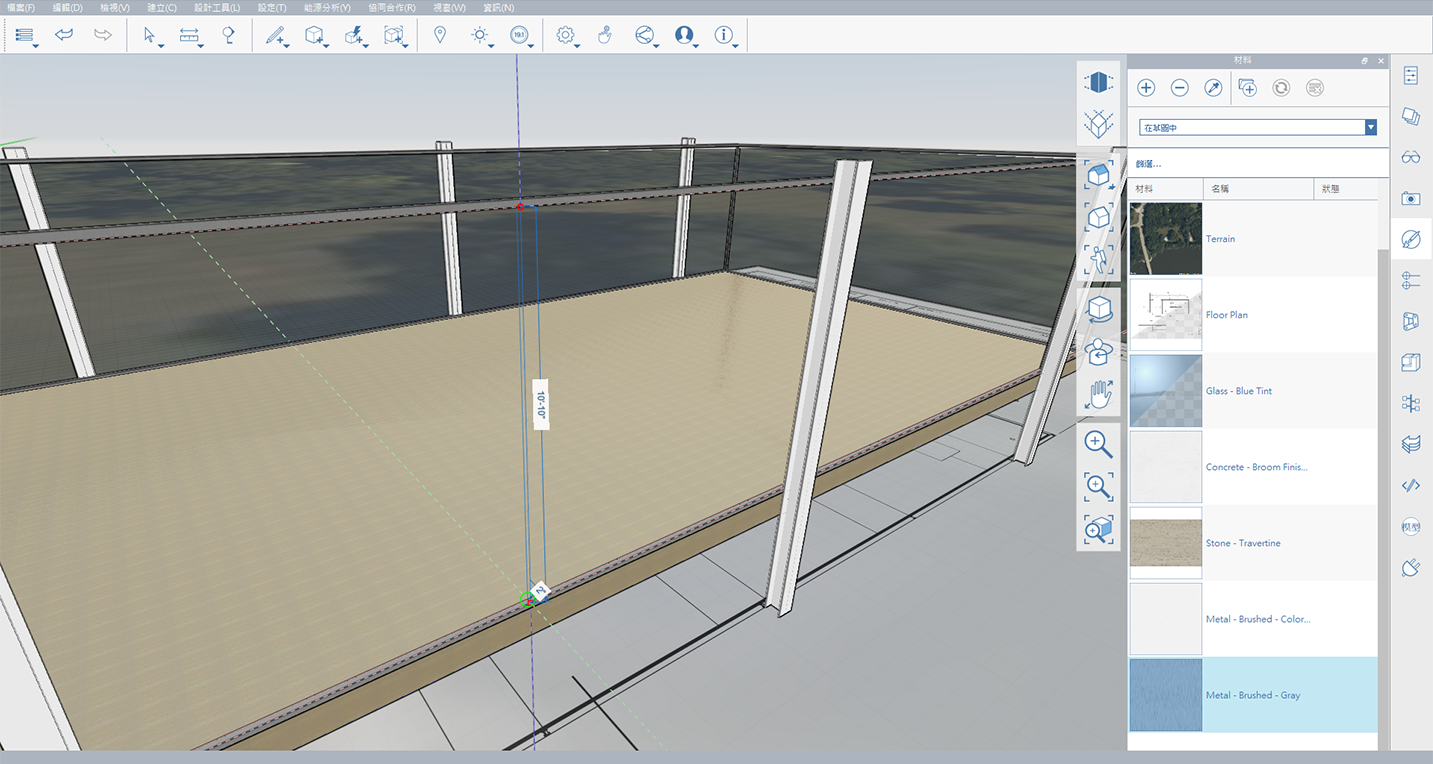 檔案(F) 編輯(D) 檢視(V) 建立(C) 設計工具(L) 設定(T) 能源分析(Y) 協同合作(R) 視窗(W) 資訊(N)
191
材料
在草圖中
篩選...
材料 名稱 狀態
Terrain
Floor Plan
Glass - Blue Tint
Concrete - Broom Finis...
Stone - Travertine
Metal - Brushed - Color...
Metal - Brushed - Gray
模型
10'-10"
2"